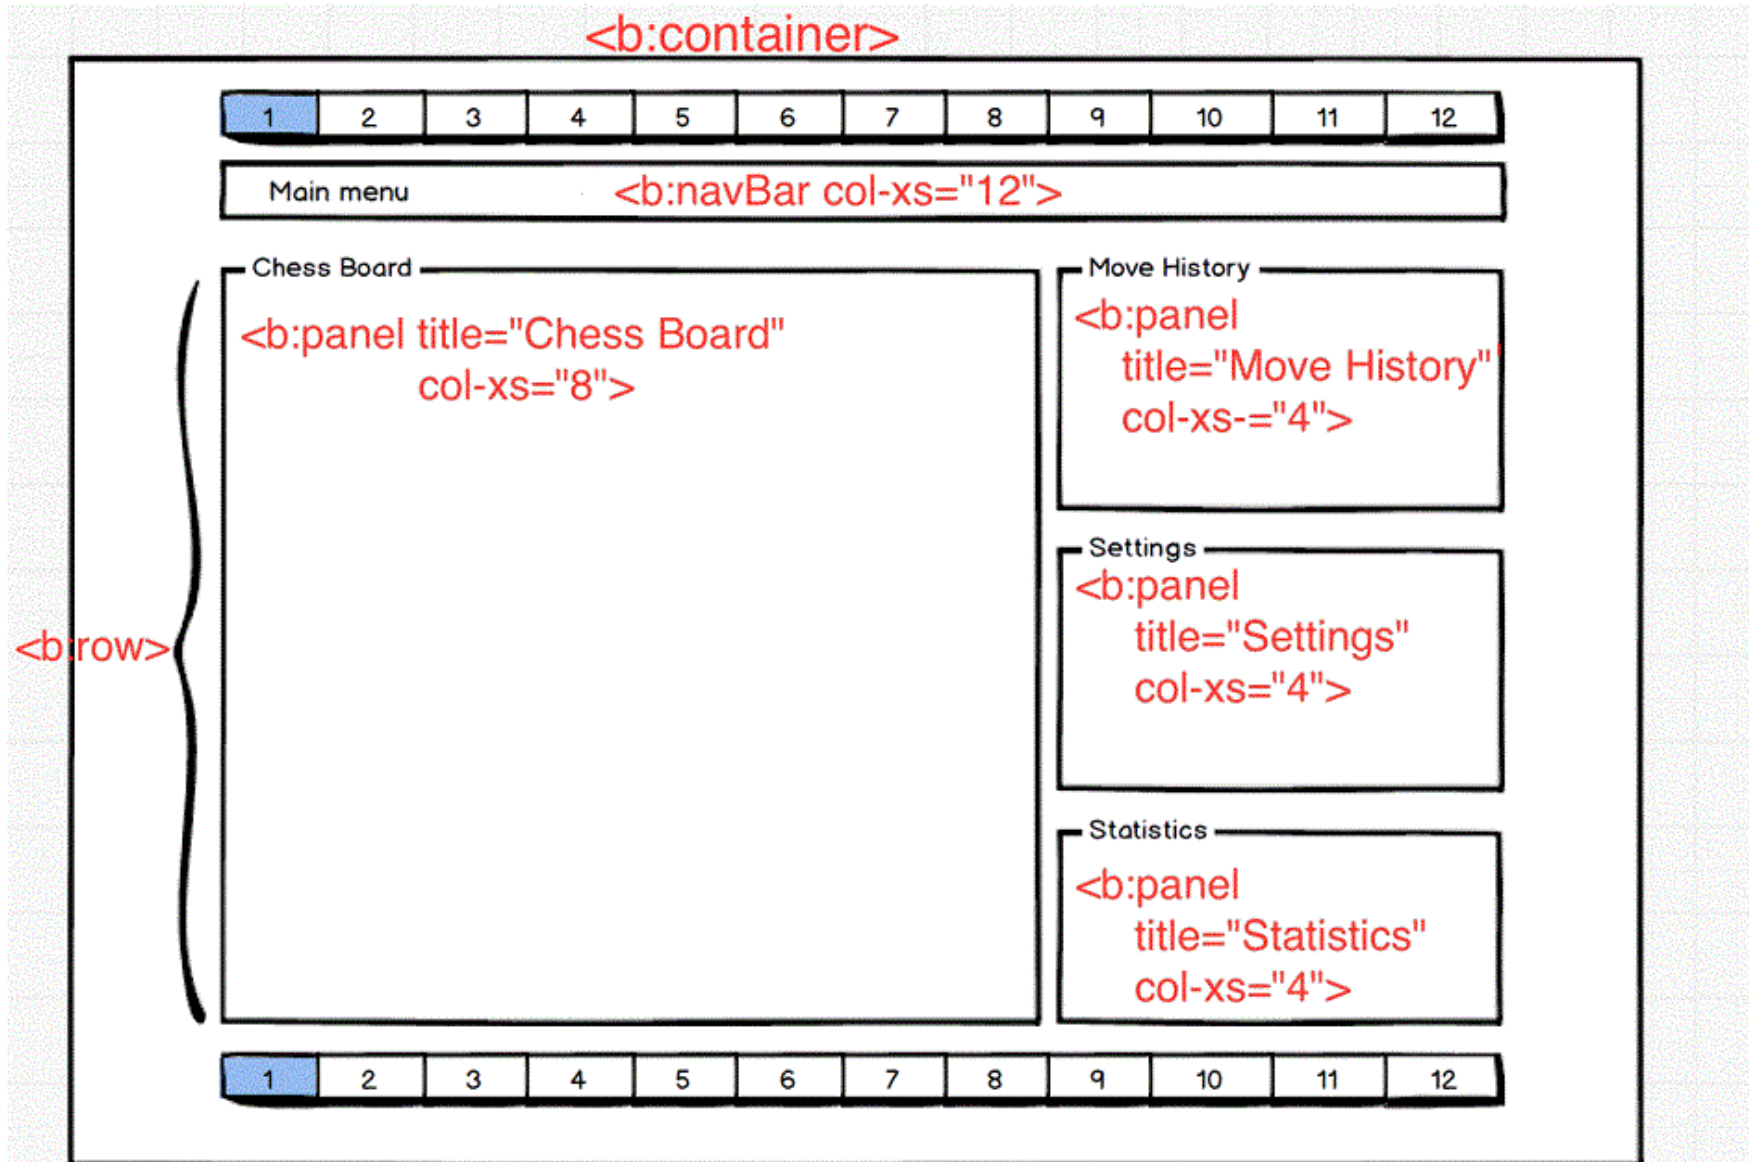 <b:container>
1 2 3 4 5 6 7 8 9 10 11 12
Main menu <b:navBar col-xs="12">
Chess Board
<b:panel title="Chess Board"
col-xs="8">
Move History
<b:panel
title="Move History"
col-xs-="4">
Settings
<b:panel
title="Settings"
col-xs="4">
<b:row>
Statistics
<b:panel
title="Statistics"
col-xs="4">
1 2 3 4 5 6 7 8 9 10 11 12